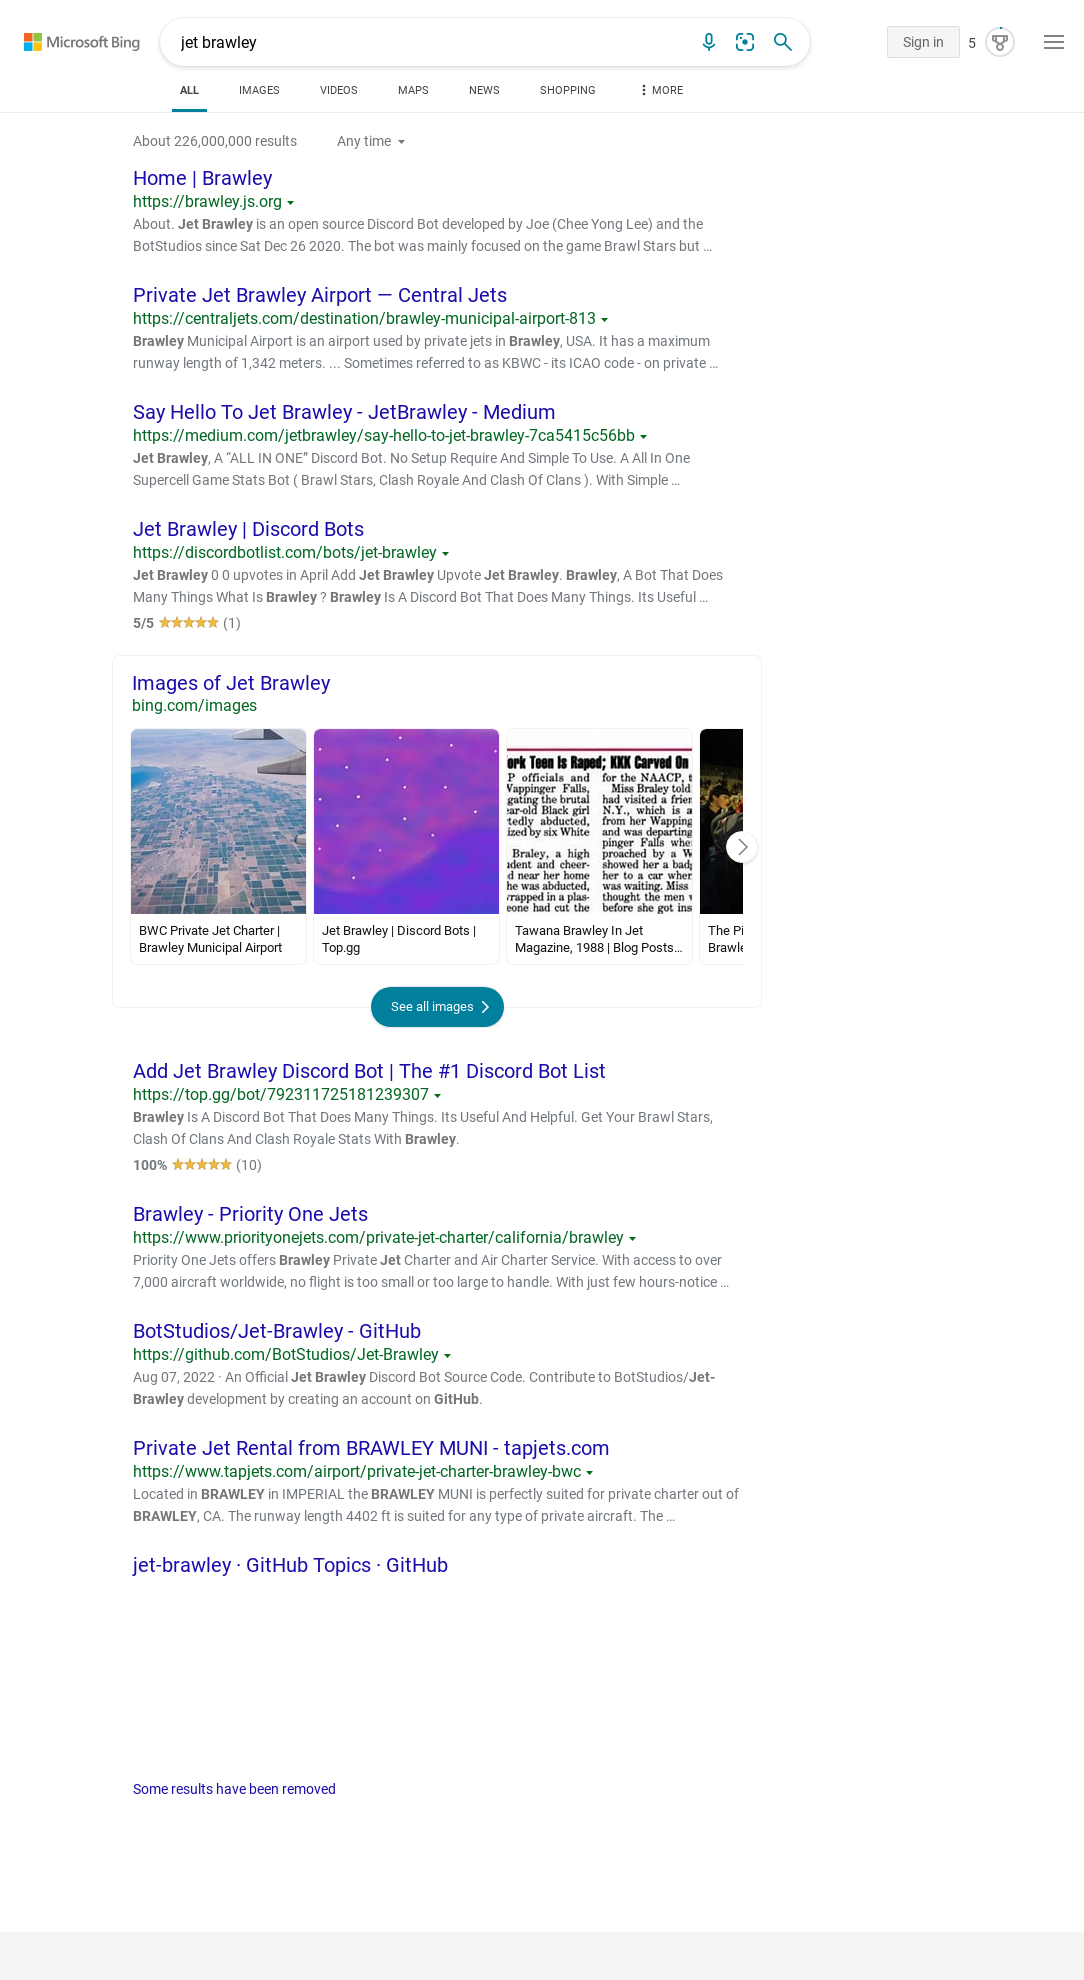 Microsoft Bing
jet brawley
Sign in
5
ALL
IMAGES
VIDEOS
MAPS
NEWS
SHOPPING
MORE
About 226,000,000 results
Any time
Home | Brawley
https://brawley.js.org
About. Jet Brawley is an open source Discord Bot developed by Joe (Chee Yong Lee) and the
BotStudios since Sat Dec 26 2020. The bot was mainly focused on the game Brawl Stars but ...
Private Jet Brawley Airport — Central Jets
https://centraljets.com/destination/brawley-municipal-airport-813
Brawley Municipal Airport is an airport used by private jets in Brawley, USA. It has a maximum
runway length of 1,342 meters. ... Sometimes referred to as KBWC - its ICAO code - on private ...
Say Hello To Jet Brawley - JetBrawley - Medium
https://medium.com/jetbrawley/say-hello-to-jet-brawley-7ca5415c56bb
Jet Brawley, A “ALL IN ONE” Discord Bot. No Setup Require And Simple To Use. A All In One
Supercell Game Stats Bot ( Brawl Stars, Clash Royale And Clash Of Clans ). With Simple ...
Jet Brawley | Discord Bots
https://discordbotlist.com/bots/jet-brawley
Jet Brawley 0 0 upvotes in April Add Jet Brawley Upvote Jet Brawley. Brawley, A Bot That Does
Many Things What Is Brawley ? Brawley Is A Discord Bot That Does Many Things. Its Useful ...
5/5 (1)
Images of Jet Brawley
bing.com/images
ork Teen Is Raped; KKK Carved On
P officials and
Wappinger Falls,
gating the brutal
ear-old Black girl
rtedly abducted,
ized by six White
Braley, a high
udent and cheer-
nd near her home
he was abducted,
wrapped in a plas-
eone had cut the
for the NAACP, t
Miss Braley told
had visited a frien
N.Y., which is a
from her Wapping
and was departing
pinger Falls when
proached by a W
showed her a badg
her to a car when
was waiting. Miss
thought the men w
before she got ins
BWC Private Jet Charter |
Brawley Municipal Airport
Jet Brawley | Discord Bots |
Top.gg
Tawana Brawley In Jet
Magazine, 1988 | Blog Posts...
The Pi
Brawle
See all images
Add Jet Brawley Discord Bot | The #1 Discord Bot List
https://top.gg/bot/792311725181239307
Brawley Is A Discord Bot That Does Many Things. Its Useful And Helpful. Get Your Brawl Stars,
Clash Of Clans And Clash Royale Stats With Brawley.
100% (10)
Brawley - Priority One Jets
https://www.priorityonejets.com/private-jet-charter/california/brawley
Priority One Jets offers Brawley Private Jet Charter and Air Charter Service. With access to over
7,000 aircraft worldwide, no flight is too small or too large to handle. With just few hours-notice ...
BotStudios/Jet-Brawley - GitHub
https://github.com/BotStudios/Jet-Brawley
Aug 07, 2022 · An Official Jet Brawley Discord Bot Source Code. Contribute to BotStudios/Jet-
Brawley development by creating an account on GitHub.
Private Jet Rental from BRAWLEY MUNI - tapjets.com
https://www.tapjets.com/airport/private-jet-charter-brawley-bwc
Located in BRAWLEY in IMPERIAL the BRAWLEY MUNI is perfectly suited for private charter out of
BRAWLEY, CA. The runway length 4402 ft is suited for any type of private aircraft. The ...
jet-brawley · GitHub Topics · GitHub
Some results have been removed